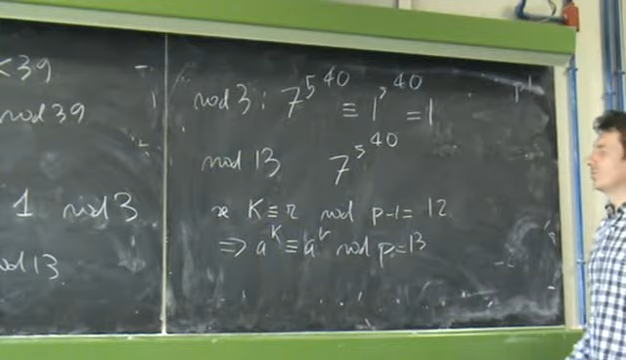 <39
mod 39
1 mod 3
mod 13
mod 3: 7^5^40 ≡ 1^5^40 = 1
mod 13 7^5^40
se K ≡ r mod p-1 = 12
⇒ a^K ≡ a^r mod p = 13